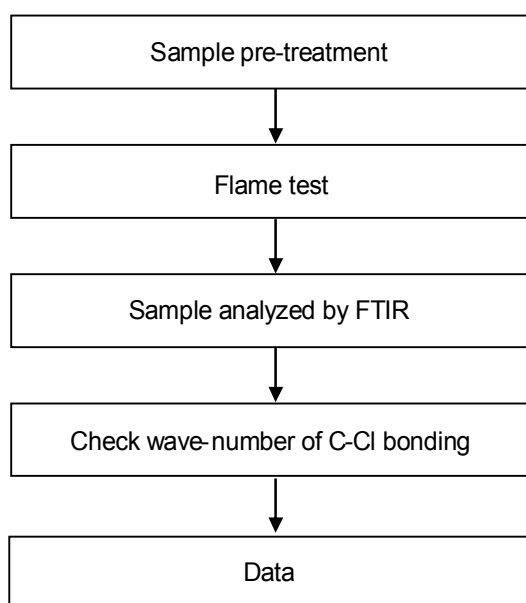 Sample pre-treatment
Flame test
Sample analyzed by FTIR
Check wave-number of C-Cl bonding
Data